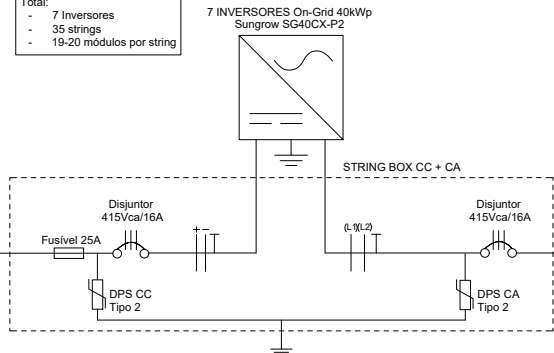 Total:
- 7 Inversores
- 35 strings
- 19-20 módulos por string
7 INVERSORES On-Grid 40kWp
Sungrow SG40CX-P2
STRING BOX CC + CA
Disjuntor
415Vca/16A
Disjuntor
415Vca/16A
Fusível 25A
+ -
(L1)(L2)
DPS CC
Tipo 2
DPS CA
Tipo 2